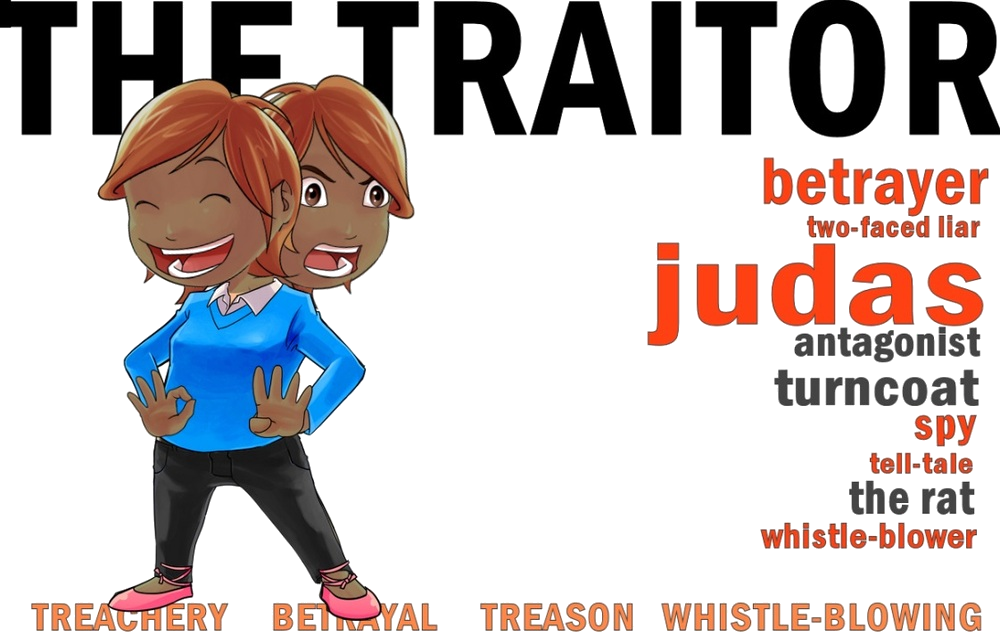 THE TRAITOR
betrayer
two-faced liar
judas
antagonist
turncoat
spy
tell-tale
the rat
whistle-blower
TREACHERY BETRAYAL TREASON WHISTLE-BLOWING